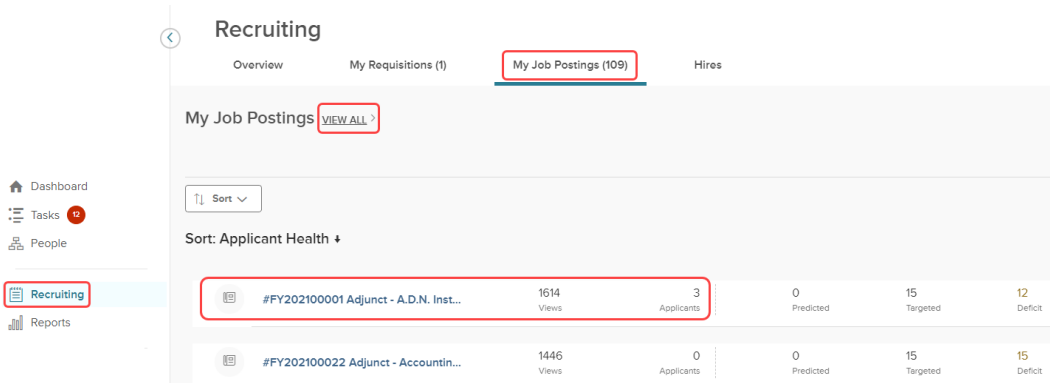 Recruiting
Overview My Requisitions (1) My Job Postings (109) Hires
My Job Postings VIEW ALL >
Dashboard
Tasks 12
People
Recruiting
Reports
Sort
Sort: Applicant Health ↓
#FY202100001 Adjunct - A.D.N. Inst... 1614 3 0 15 12
Views Applicants Predicted Targeted Deficit
#FY202100022 Adjunct - Accountin... 1446 0 0 15 15
Views Applicants Predicted Targeted Deficit